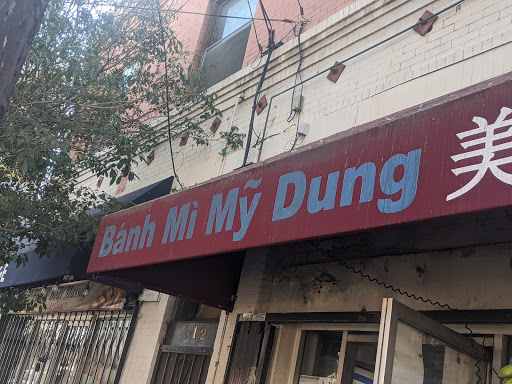 Bánh Mì Mỹ Dung 美